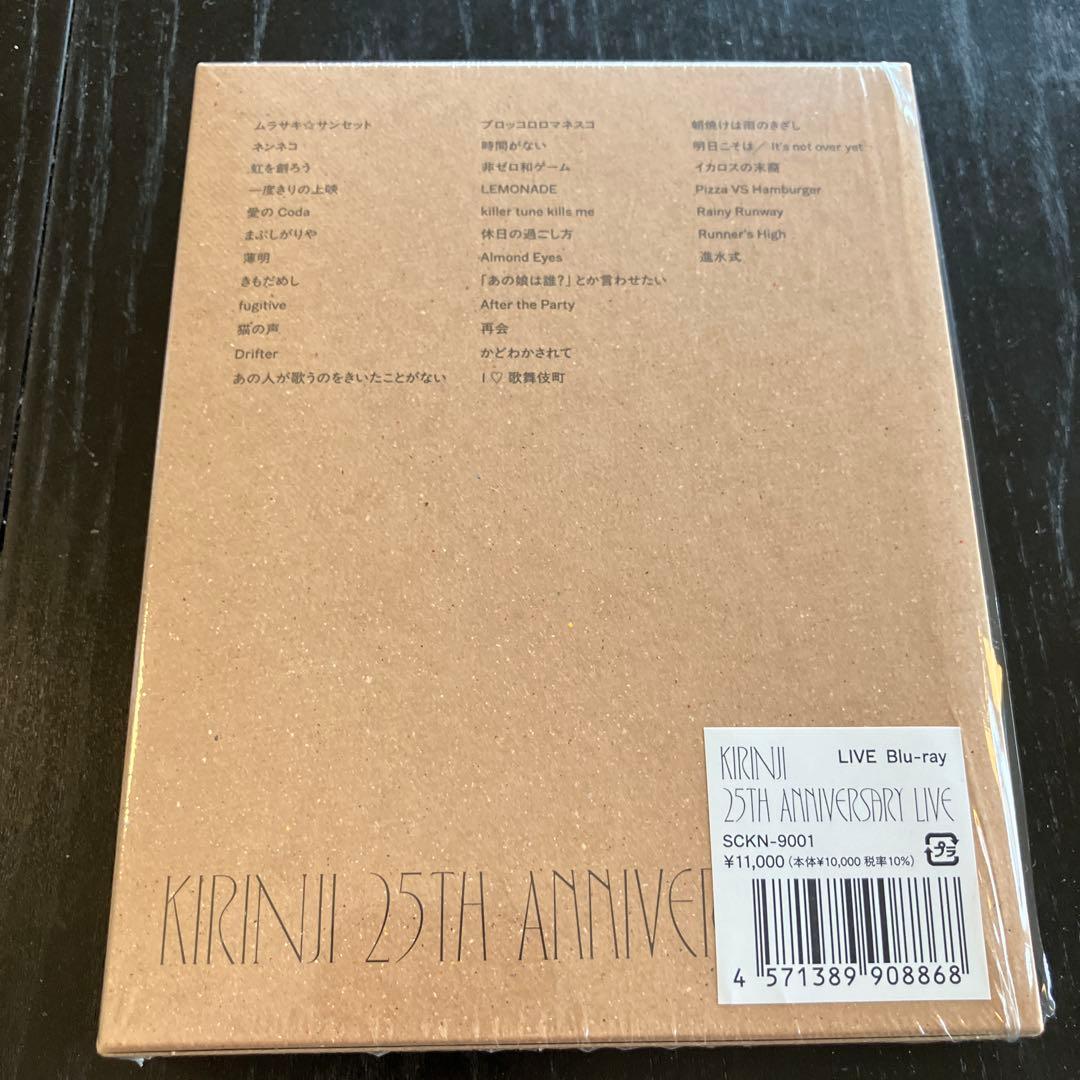 ムラサキ☆サンセット
ネンネコ
虹を創ろう
一度きりの上映
愛の Coda
まぶしがりや
薄明
きもだめし
fugitive
猫の声
Drifter
あの人が歌うのをきいたことがない
ブロッコロロマネスコ
時間がない
非ゼロ和ゲーム
LEMONADE
killer tune kills me
休日の過ごし方
Almond Eyes
「あの娘は誰?」とか言わせたい
After the Party
再会
かどわかされて
I ♡ 歌舞伎町
蛸焼けは雨のきざし
明日こそは/ It's not over yet
イカロスの末裔
Pizza VS Hamburger
Rainy Runway
Runner's High
進水式
KIRINJI 25TH ANNIVER
KIRINJI
LIVE Blu-ray
25TH ANNIVERSARY LIVE
SCKN-9001
¥11,000(本体¥10,000 税率10%)
プラ
4 571389 908868